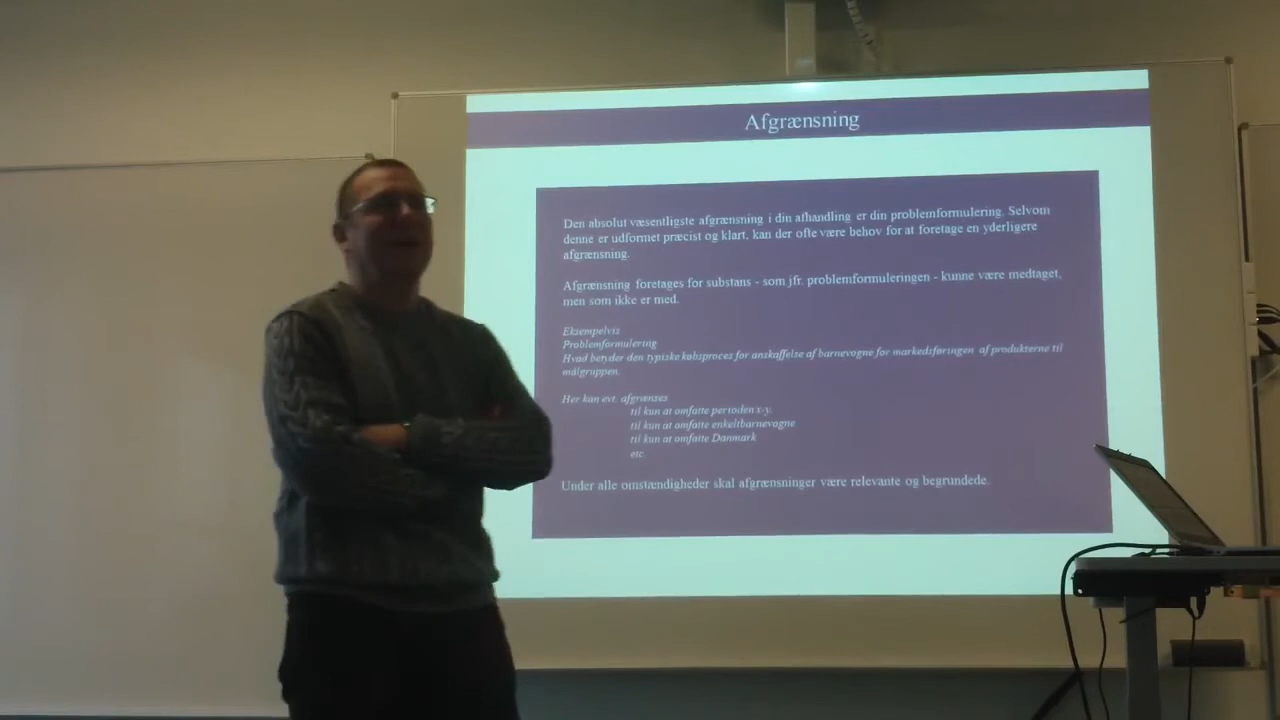 Afgrænsning
Den absolut væsentligste afgrænsning i din afhandling er din problemformulering. Selvom
denne er udformet præcist og klart, kan der ofte være behov for at foretage en yderligere
afgrænsning.
Afgrænsning foretages for substans - som jfr. problemformuleringen - kunne være medtaget,
men som ikke er med.
Eksempelvis
Problemformulering
Hvad betyder den typiske købsproces for anskaffelse af barnevogne for markedsføringen af produkterne til
målgruppen.
Her kan evt. afgrænses
til kun at omfatte perioden x-y.
til kun at omfatte enkeltbarnevogne
til kun at omfatte Danmark
etc.
Under alle omstændigheder skal afgrænsninger være relevante og begrundede.